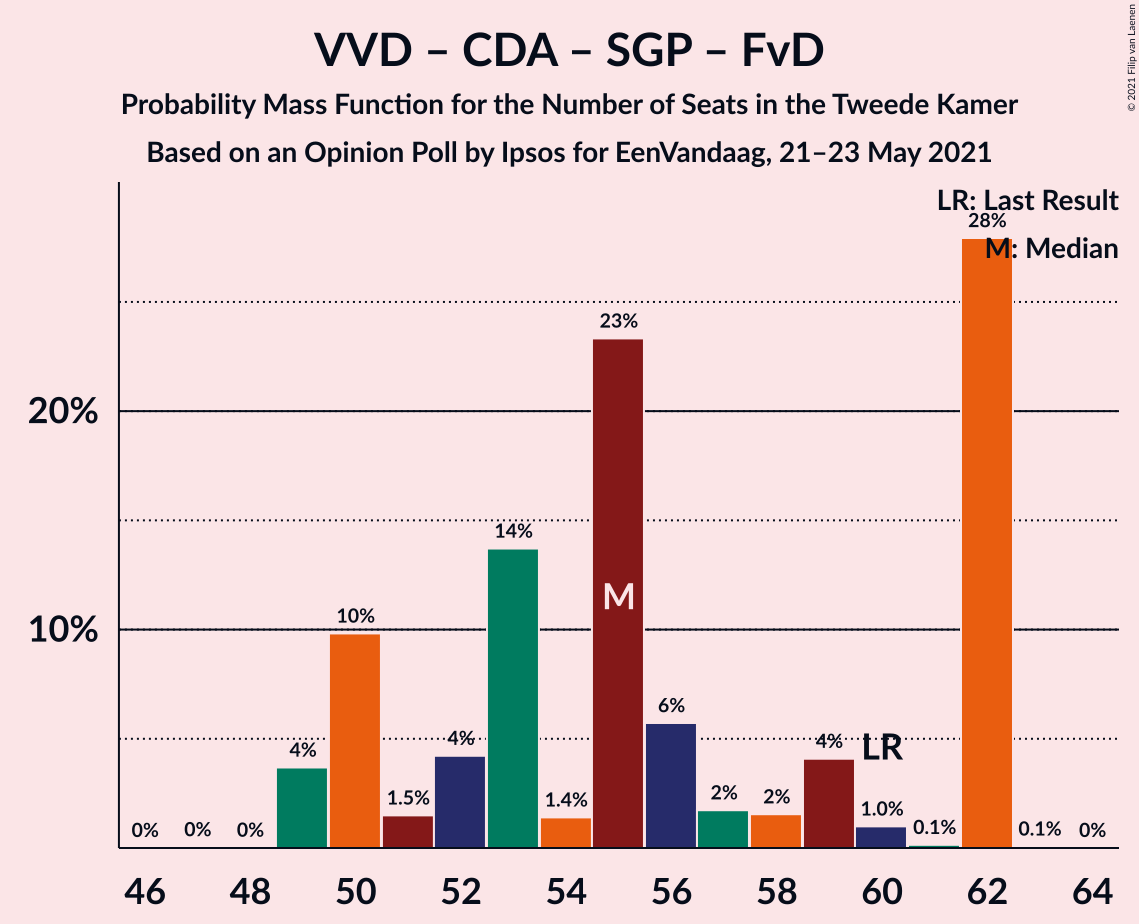 VVD – CDA – SGP – FvD
Probability Mass Function for the Number of Seats in the Tweede Kamer
Based on an Opinion Poll by Ipsos for EenVandaag, 21–23 May 2021
© 2021 Filip van Laenen
LR: Last Result
M: Median
28%
23%
20%
14%
M
10%
10%
6%
4%
4%
4%
LR
1.5%
1.4%
2%
2%
1.0%
0.1%
0.1%
0%
0%
0%
0%
46 48 50 52 54 56 58 60 62 64